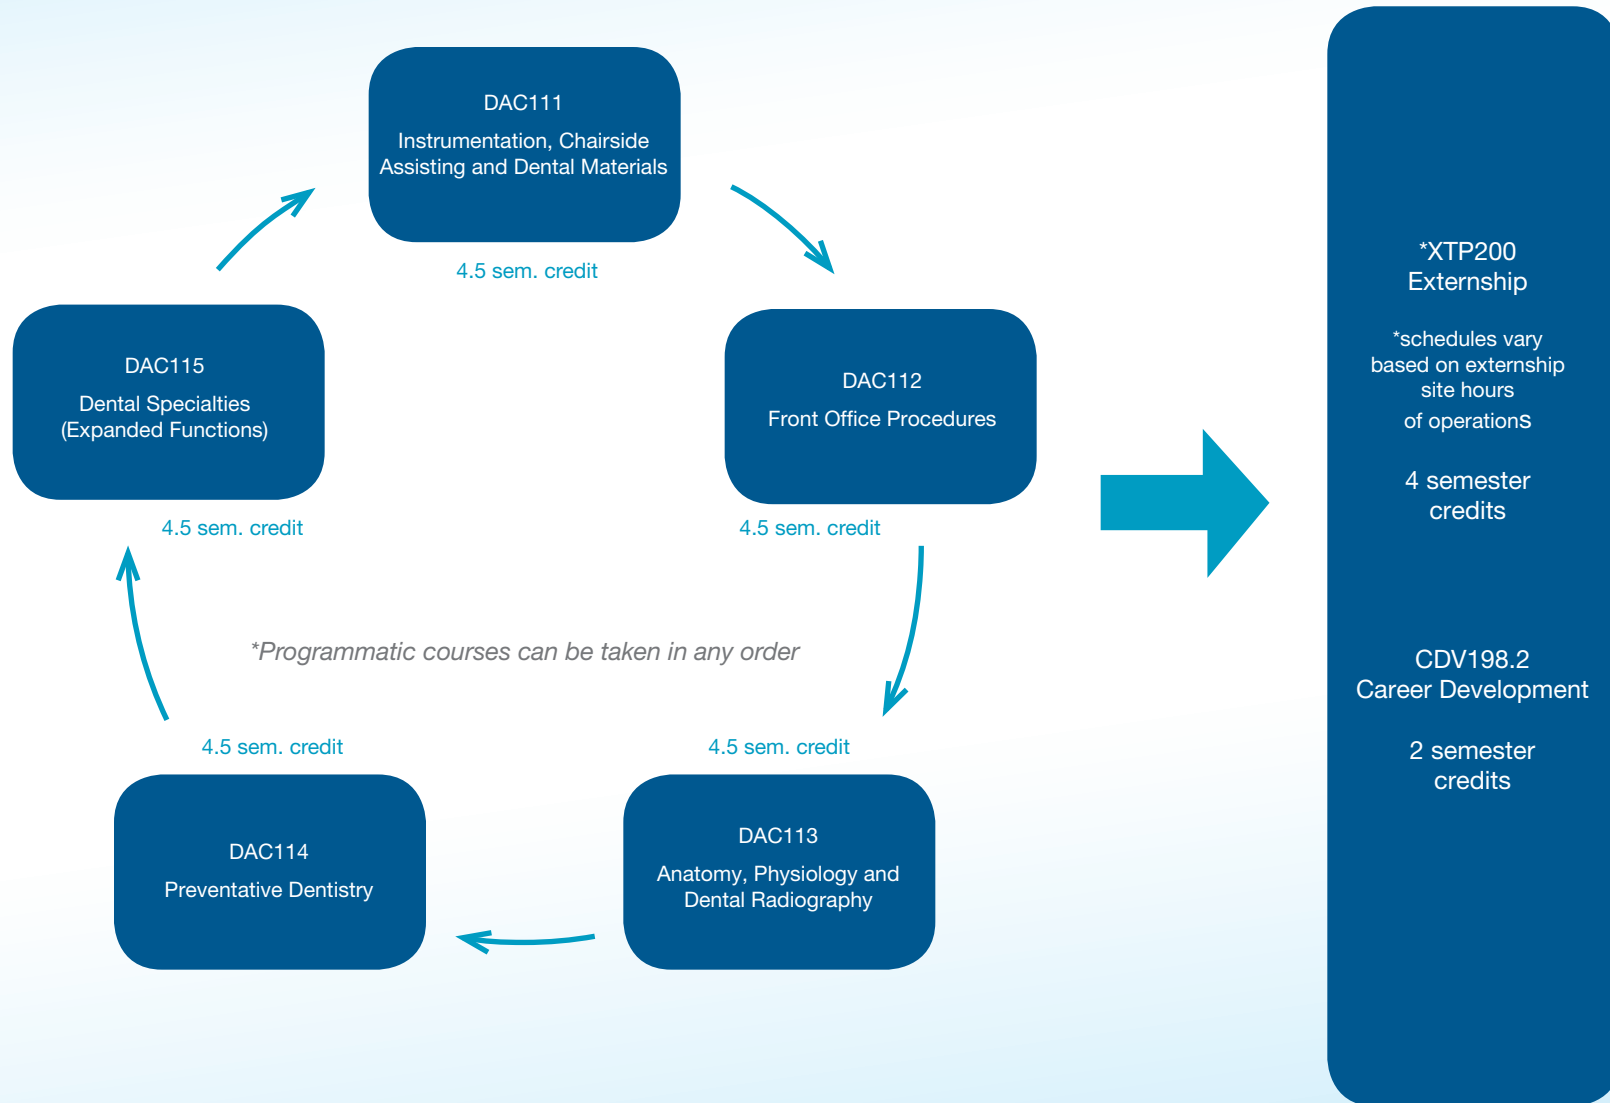 DAC111
Instrumentation, Chairside
Assisting and Dental Materials
4.5 sem. credit
DAC112
Front Office Procedures
4.5 sem. credit
4.5 sem. credit
DAC113
Anatomy, Physiology and
Dental Radiography
4.5 sem. credit
DAC114
Preventative Dentistry
DAC115
Dental Specialties
(Expanded Functions)
4.5 sem. credit
*Programmatic courses can be taken in any order
*XTP200
Externship
*schedules vary
based on externship
site hours
of operations
4 semester
credits
CDV198.2
Career Development
2 semester
credits